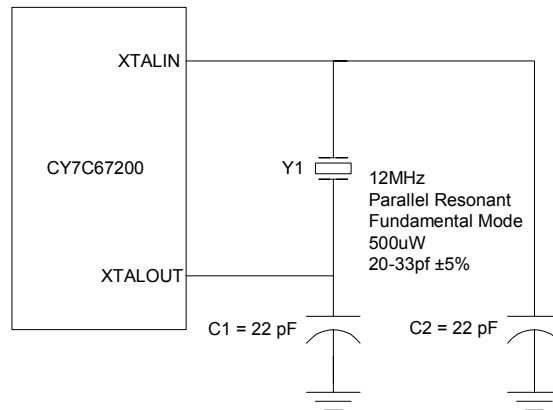 XTALIN
CY7C67200
Y1
12MHz
Parallel Resonant
Fundamental Mode
500uW
20-33pf ±5%
XTALOUT
C1 = 22 pF
C2 = 22 pF